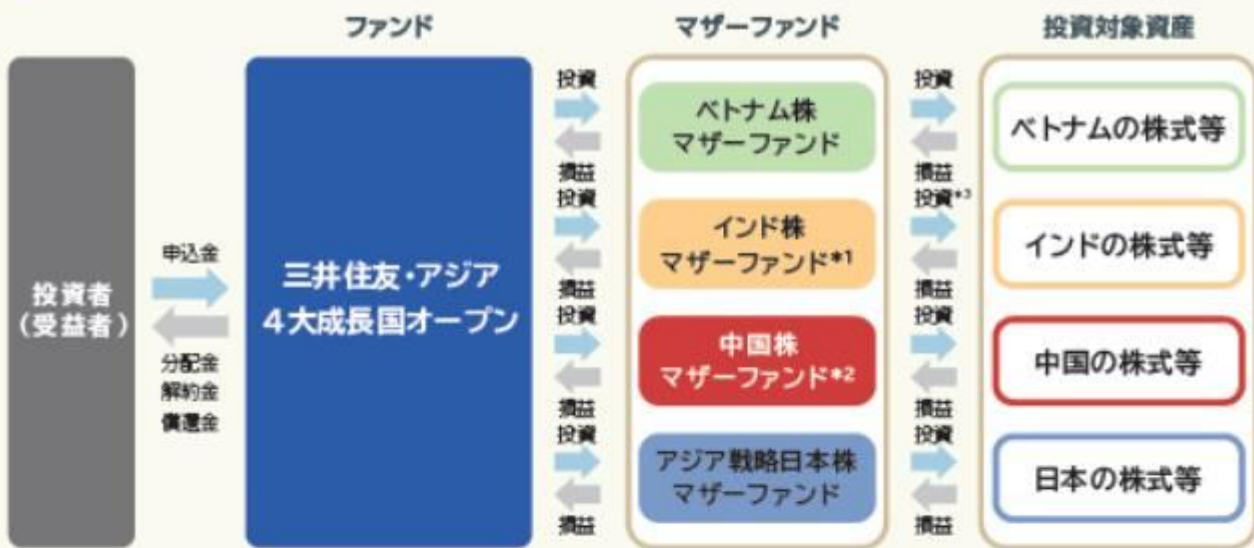 ファンド
マザーファンド
投資対象資産
投資者
(受益者)
申込金
分配金
解約金
償還金
三井住友・アジア
4大成長国オープン
投資
損益
投資
損益
投資
損益
投資
損益
ベトナム株
マザーファンド
インド株
マザーファンド*1
中国株
マザーファンド*2
アジア戦略日本株
マザーファンド
投資
損益
投資*3
損益
投資
損益
投資
損益
ベトナムの株式等
インドの株式等
中国の株式等
日本の株式等